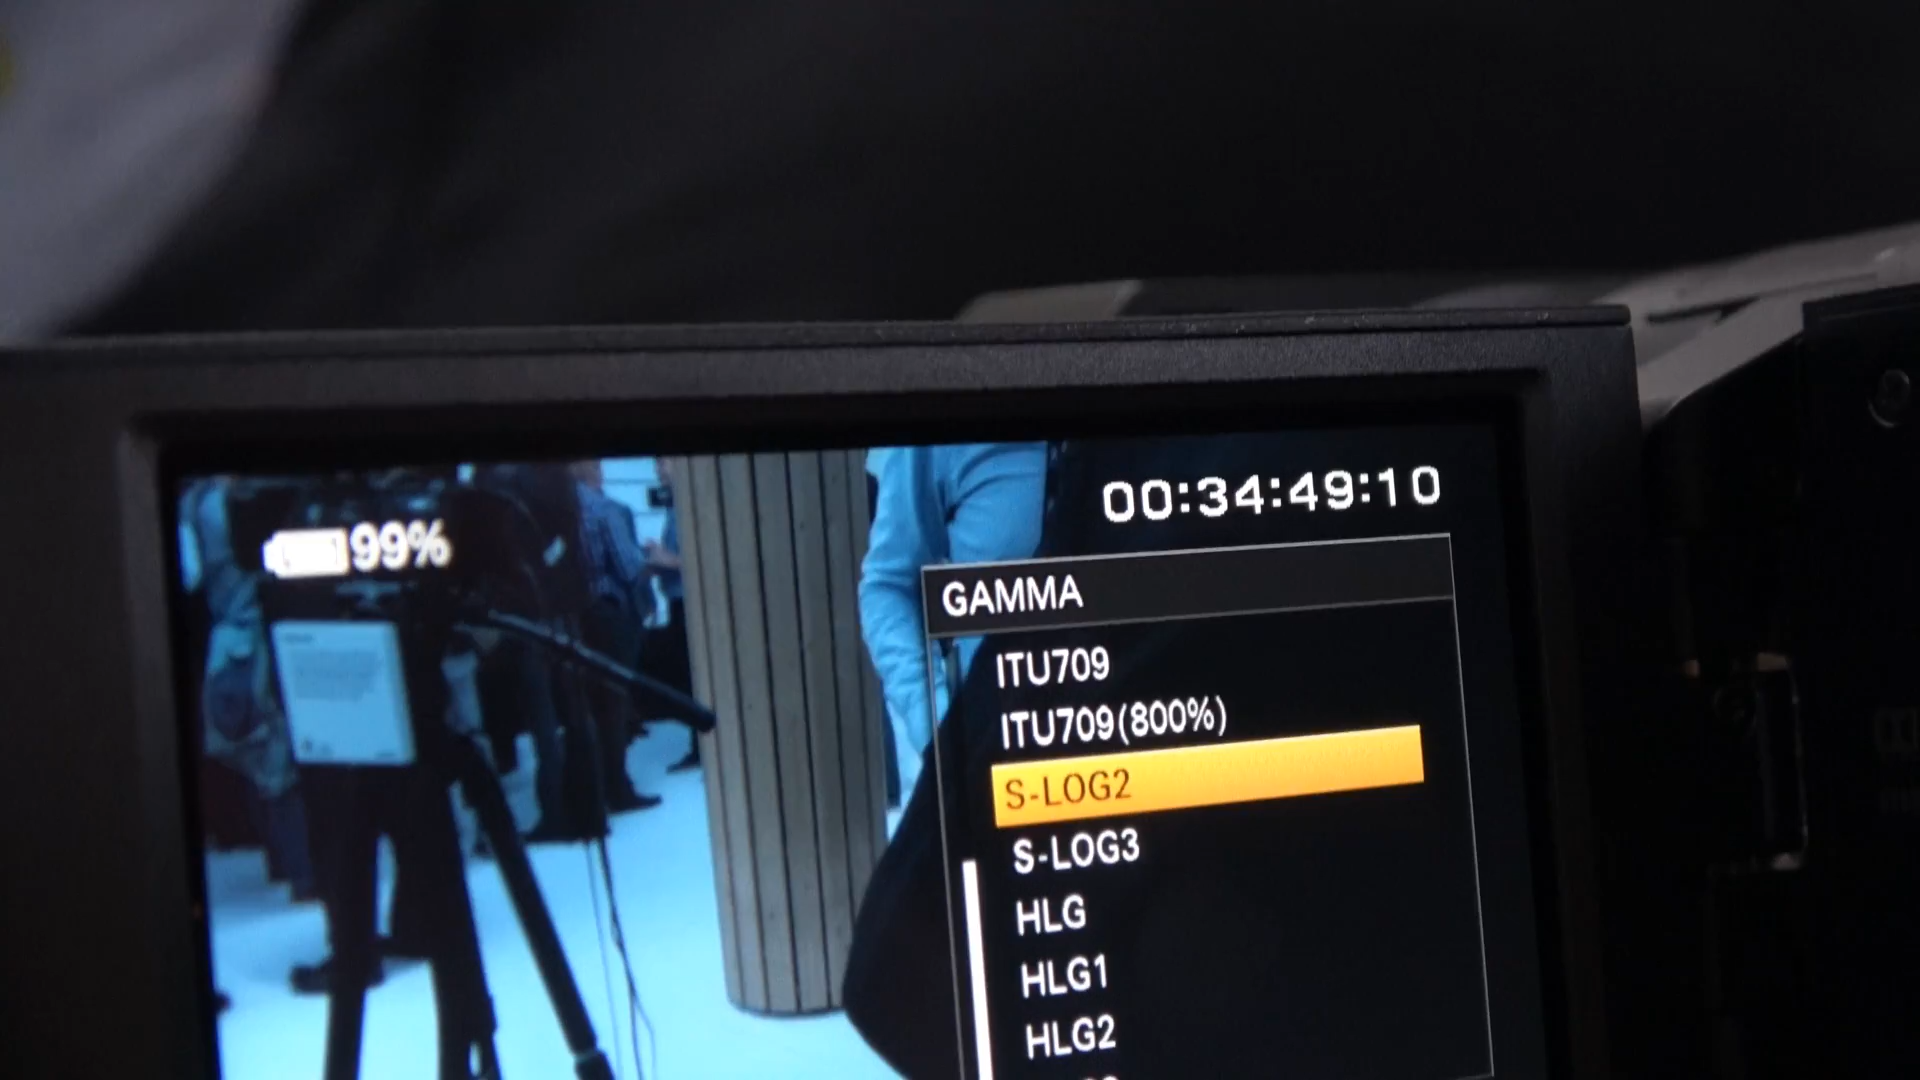 00:34:49:10
99%
GAMMA
ITU709
ITU709(800%)
S-LOG2
S-LOG3
HLG
HLG1
HLG2